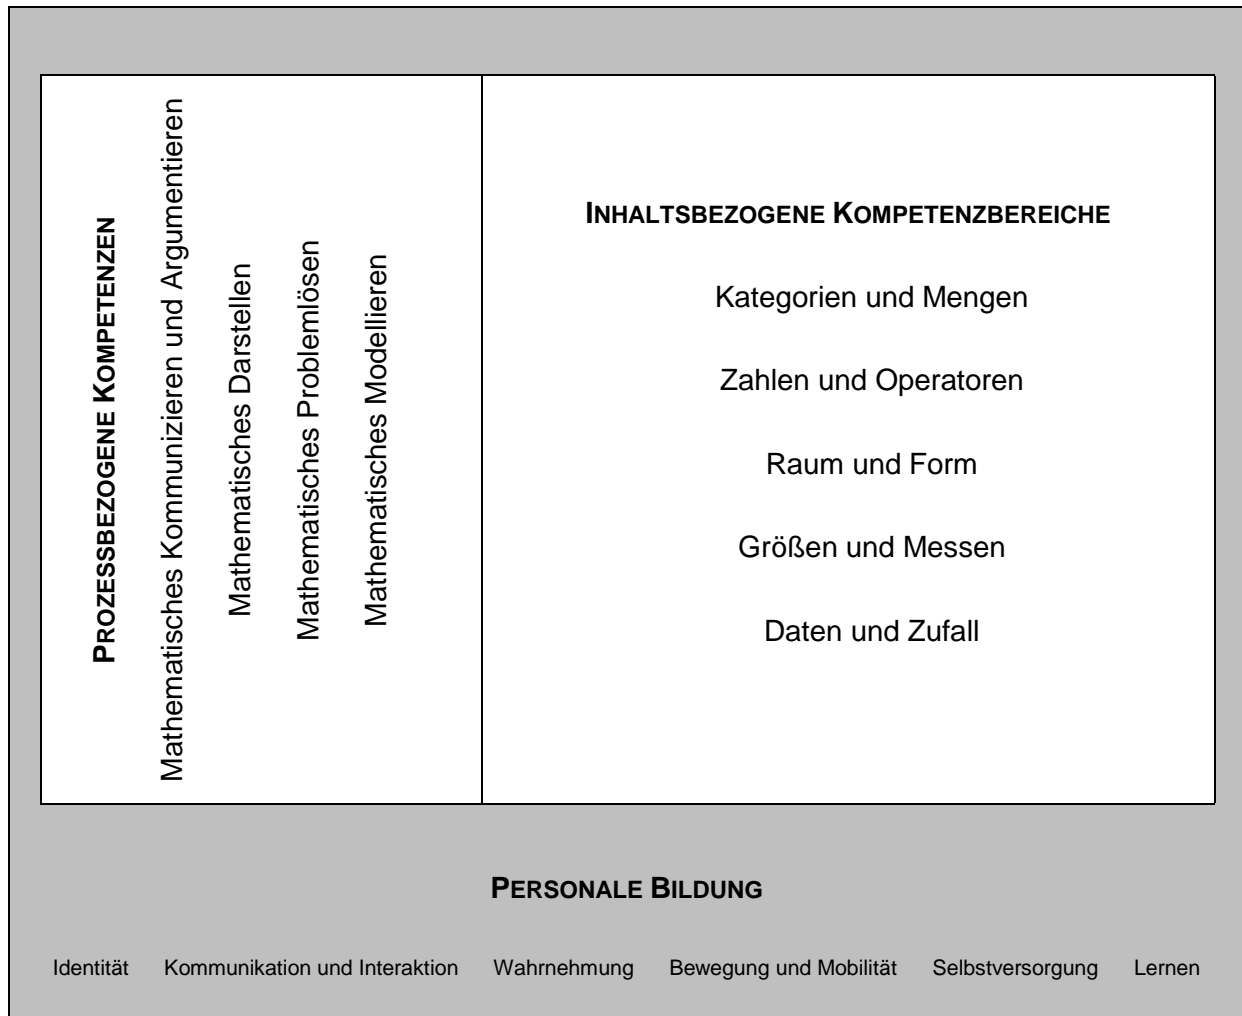 PROZESSBEZOGENE KOMPETENZEN
Mathematisches Kommunizieren und Argumentieren
Mathematisches Darstellen
Mathematisches Problemlösen
Mathematisches Modellieren
INHALTSBEZOGENE KOMPETENZBEREICHE
Kategorien und Mengen
Zahlen und Operatoren
Raum und Form
Größen und Messen
Daten und Zufall
PERSONALE BILDUNG
Identität Kommunikation und Interaktion Wahrnehmung Bewegung und Mobilität Selbstversorgung Lernen